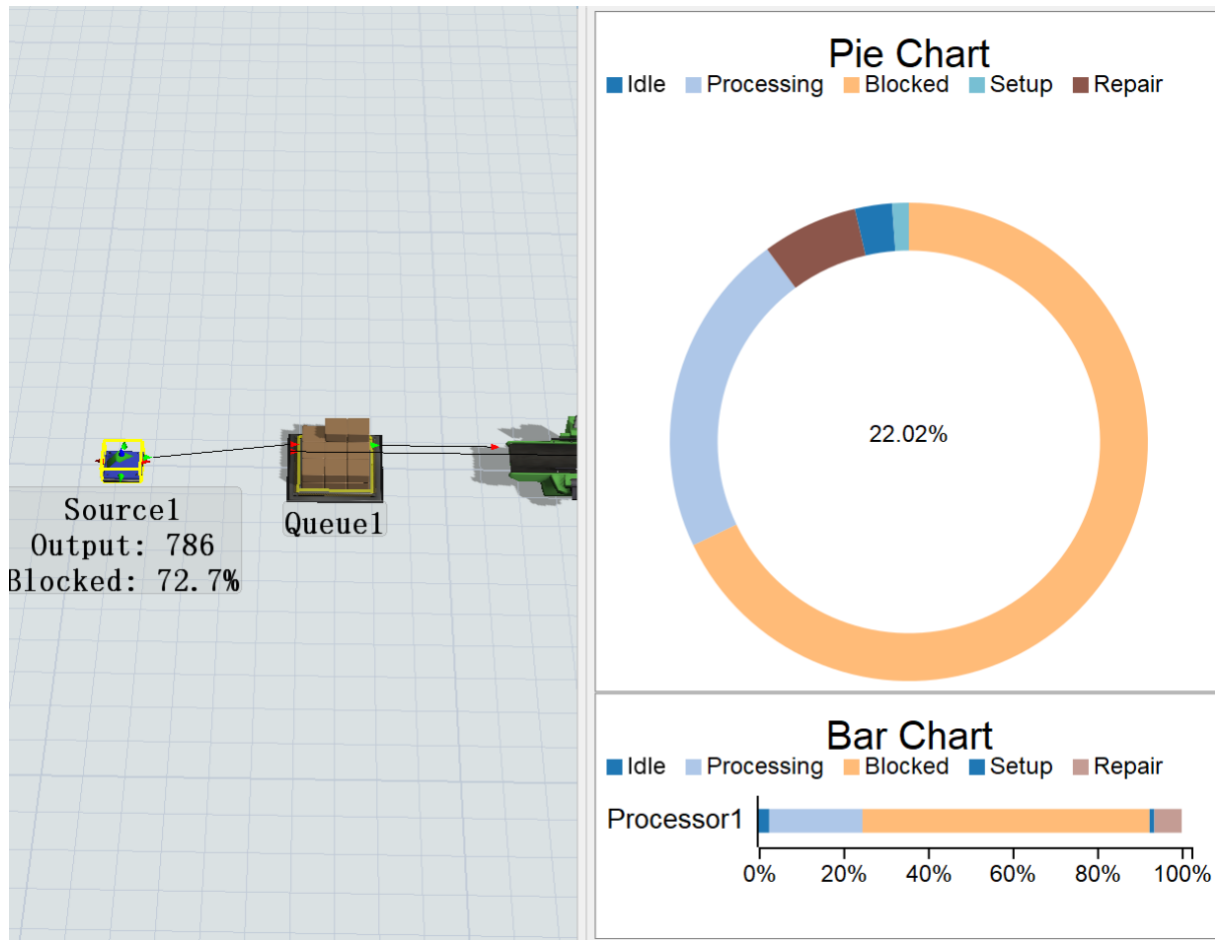 Source1
Output: 786
Blocked: 72.7%
Queue1
Pie Chart
Idle Processing Blocked Setup Repair
22.02%
Bar Chart
Idle Processing Blocked Setup Repair
Processor1
0% 20% 40% 60% 80% 100%